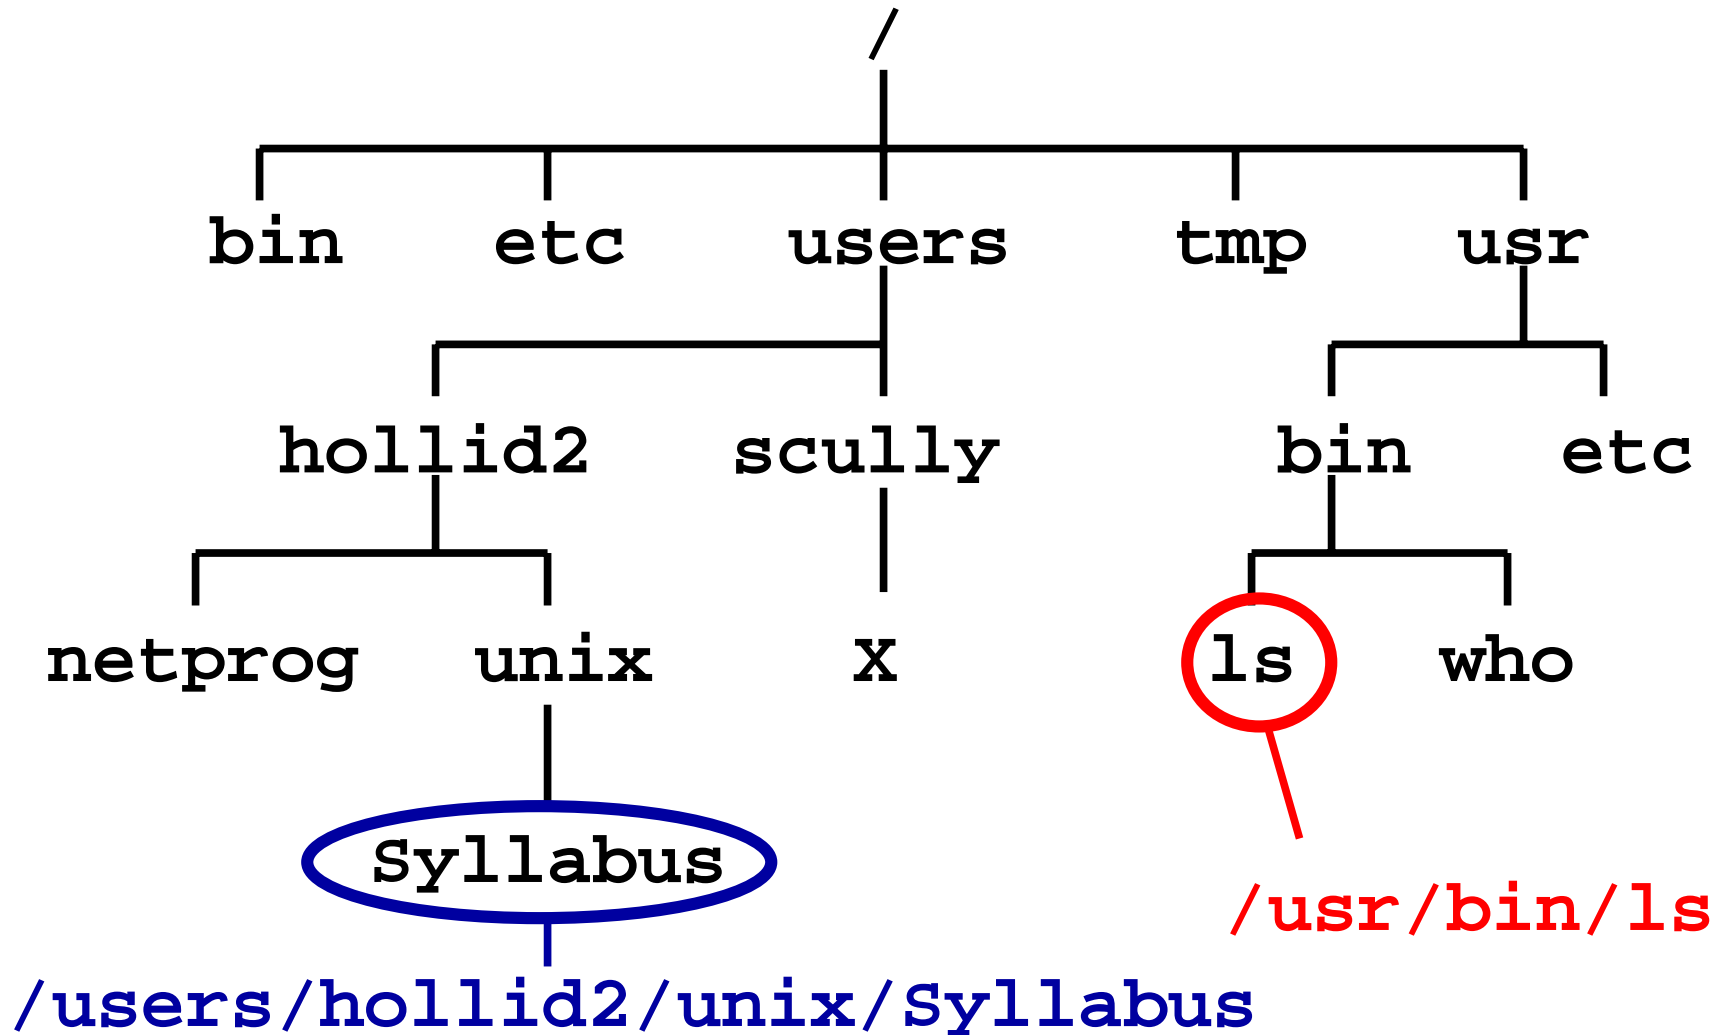 /
bin etc users tmp usr
hollid2 scully bin etc
netprog unix X ls who
Syllabus
/usr/bin/ls
/users/hollid2/unix/Syllabus